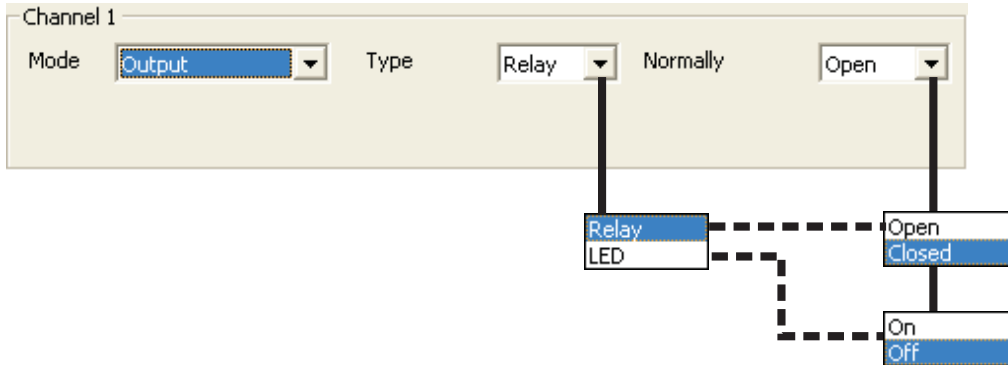 Channel 1
Mode Output Type Relay Normally Open
Relay Open
LED Closed
On
Off